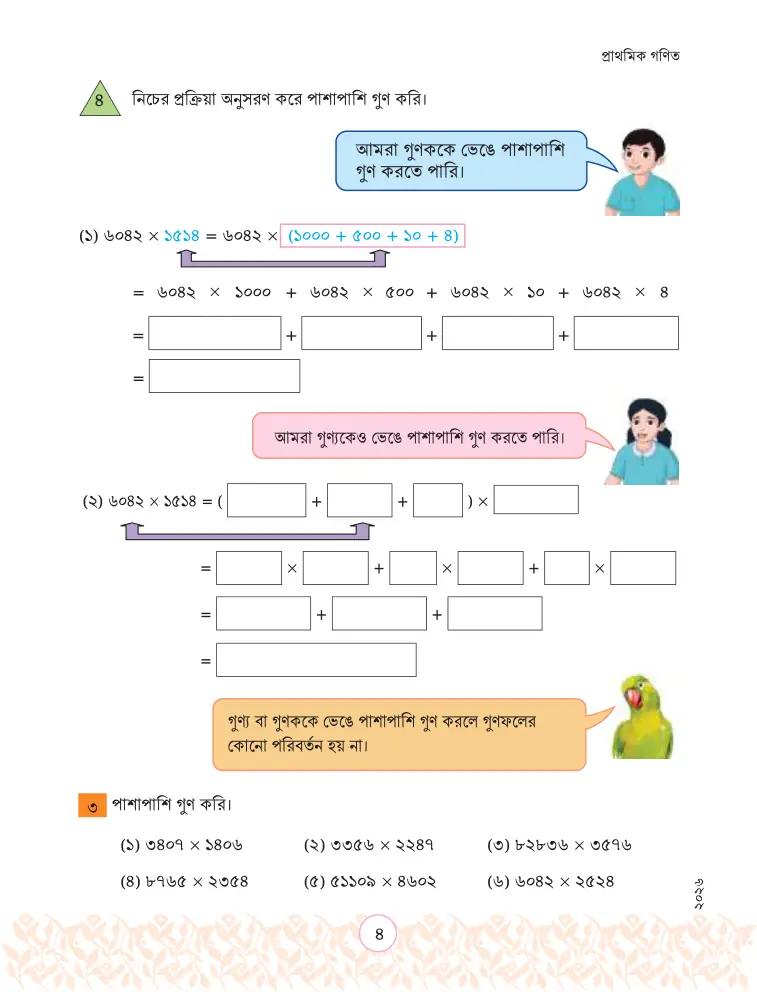 প্রাথমিক গণিত
৪ নিচের প্রক্রিয়া অনুসরণ করে পাশাপাশি গুণ করি।
আমরা গুণককে ভেঙে পাশাপাশি
গুণ করতে পারি।
(১) ৬০৪২ × ১৫১৪ = ৬০৪২ × (১০০০ + ৫০০ + ১০ + ৪)
= ৬০৪২ × ১০০০ + ৬০৪২ × ৫০০ + ৬০৪২ × ১০ + ৬০৪২ × ৪
= + + +
=
আমরা গুণ্যকেও ভেঙে পাশাপাশি গুণ করতে পারি।
(২) ৬০৪২ × ১৫১৪ = ( + + ) ×
= × + × + ×
= + +
=
গুণ্য বা গুণককে ভেঙে পাশাপাশি গুণ করলে গুণফলের
কোনো পরিবর্তন হয় না।
৩ পাশাপাশি গুণ করি।
(১) ৩৪০৭ × ১৪০৬ (২) ৩৩৫৬ × ২২৪৭ (৩) ৮২৮৩৬ × ৩৫৭৬
(৪) ৮৭৬৫ × ২৩৫৪ (৫) ৫১১০৯ × ৪৬০২ (৬) ৬০৪২ × ২৫২৪
২০২৬
৪